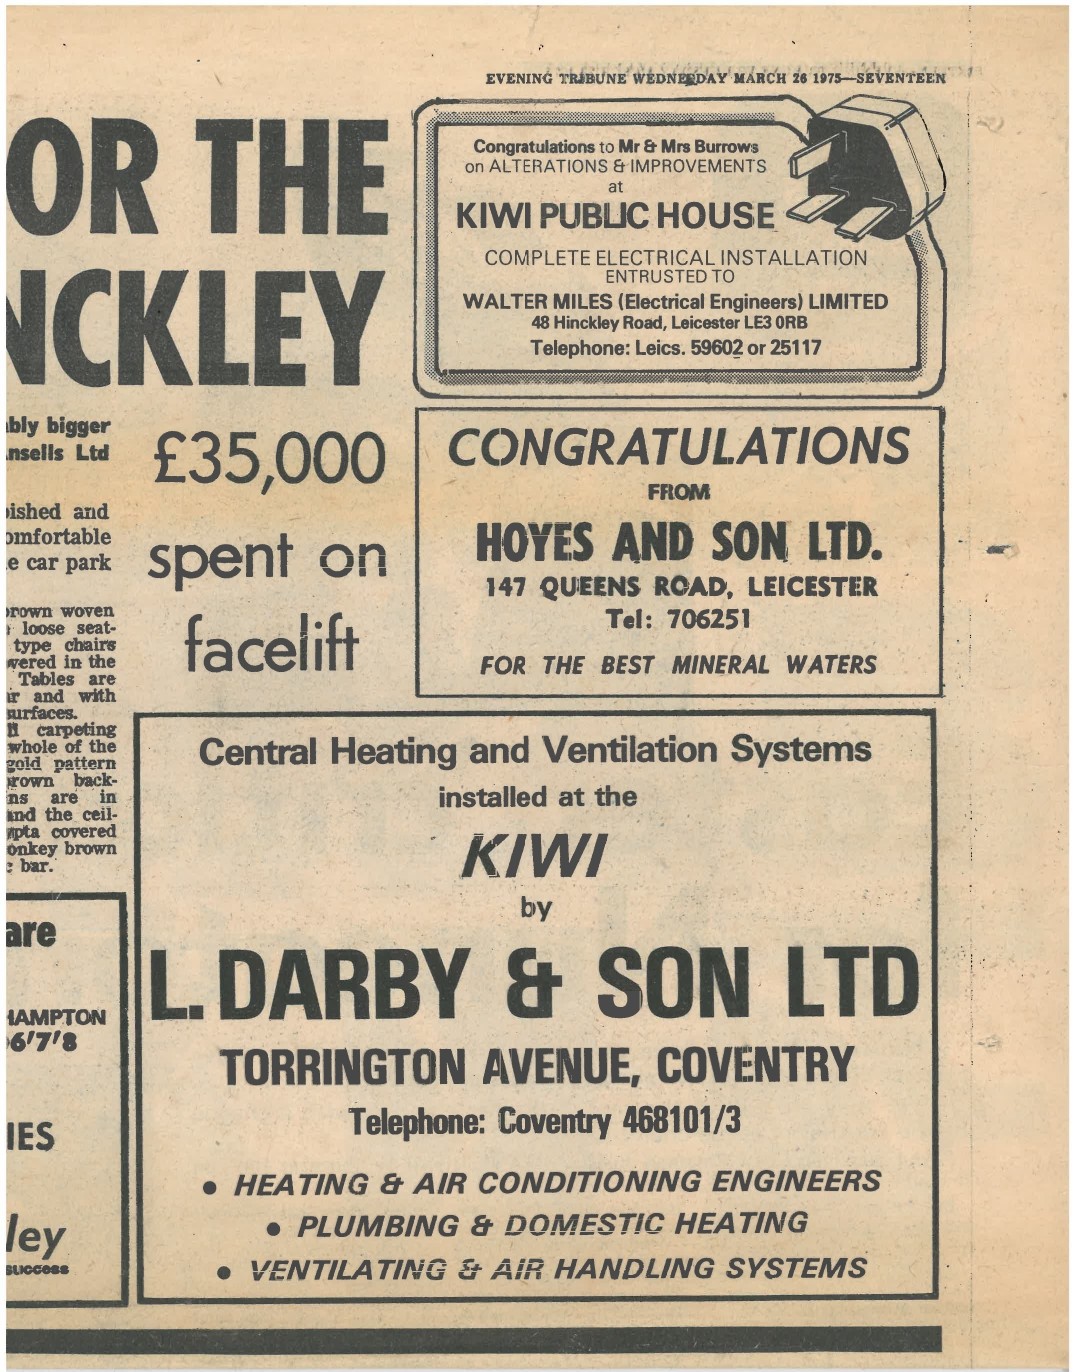 EVENING TRIBUNE WEDNESDAY MARCH 26 1975—SEVENTEEN
OR THE
NCKLEY
ably bigger
nsells Ltd
ished and
omfortable
e car park
rown woven
loose seat-
type chairs
vered in the
Tables are
r and with
surfaces.
carpeting
whole of the
gold pattern
rown back-
ns are in
and the ceil-
pta covered
onkey brown
c bar.
£35,000
spent on
facelift
Congratulations to Mr & Mrs Burrows
on ALTERATIONS & IMPROVEMENTS
at
KIWI PUBLIC HOUSE
COMPLETE ELECTRICAL INSTALLATION
ENTRUSTED TO
WALTER MILES (Electrical Engineers) LIMITED
48 Hinckley Road, Leicester LE3 0RB
Telephone: Leics. 59602 or 25117
CONGRATULATIONS
FROM
HOYES AND SON LTD.
147 QUEENS ROAD, LEICESTER
Tel: 706251
FOR THE BEST MINERAL WATERS
are
HAMPTON
6'7'8
IES
ley
success
Central Heating and Ventilation Systems
installed at the
KIWI
by
L. DARBY & SON LTD
TORRINGTON AVENUE, COVENTRY
Telephone: Coventry 468101/3
• HEATING & AIR CONDITIONING ENGINEERS
• PLUMBING & DOMESTIC HEATING
• VENTILATING & AIR HANDLING SYSTEMS